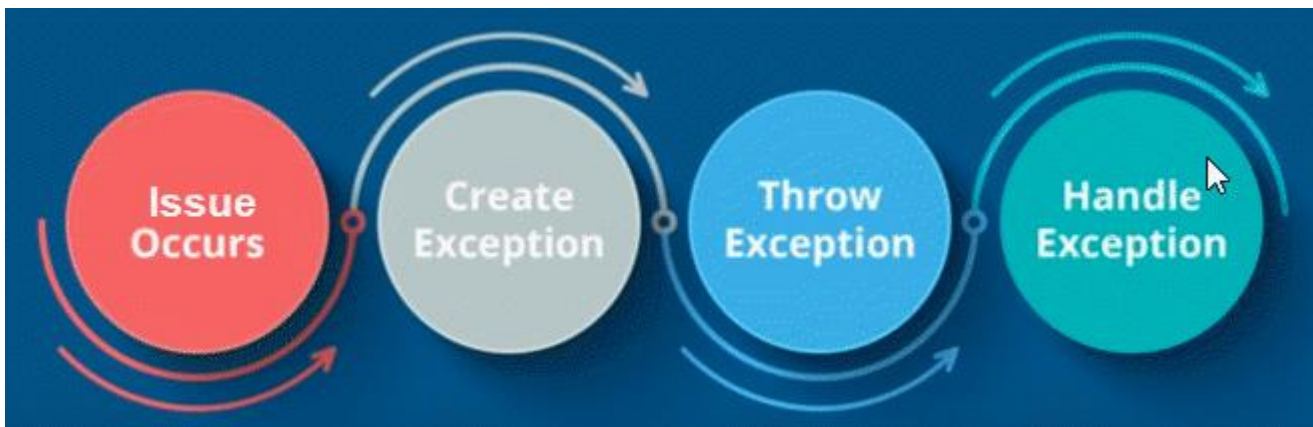 Issue
Occurs
Create
Exception
Throw
Exception
Handle
Exception